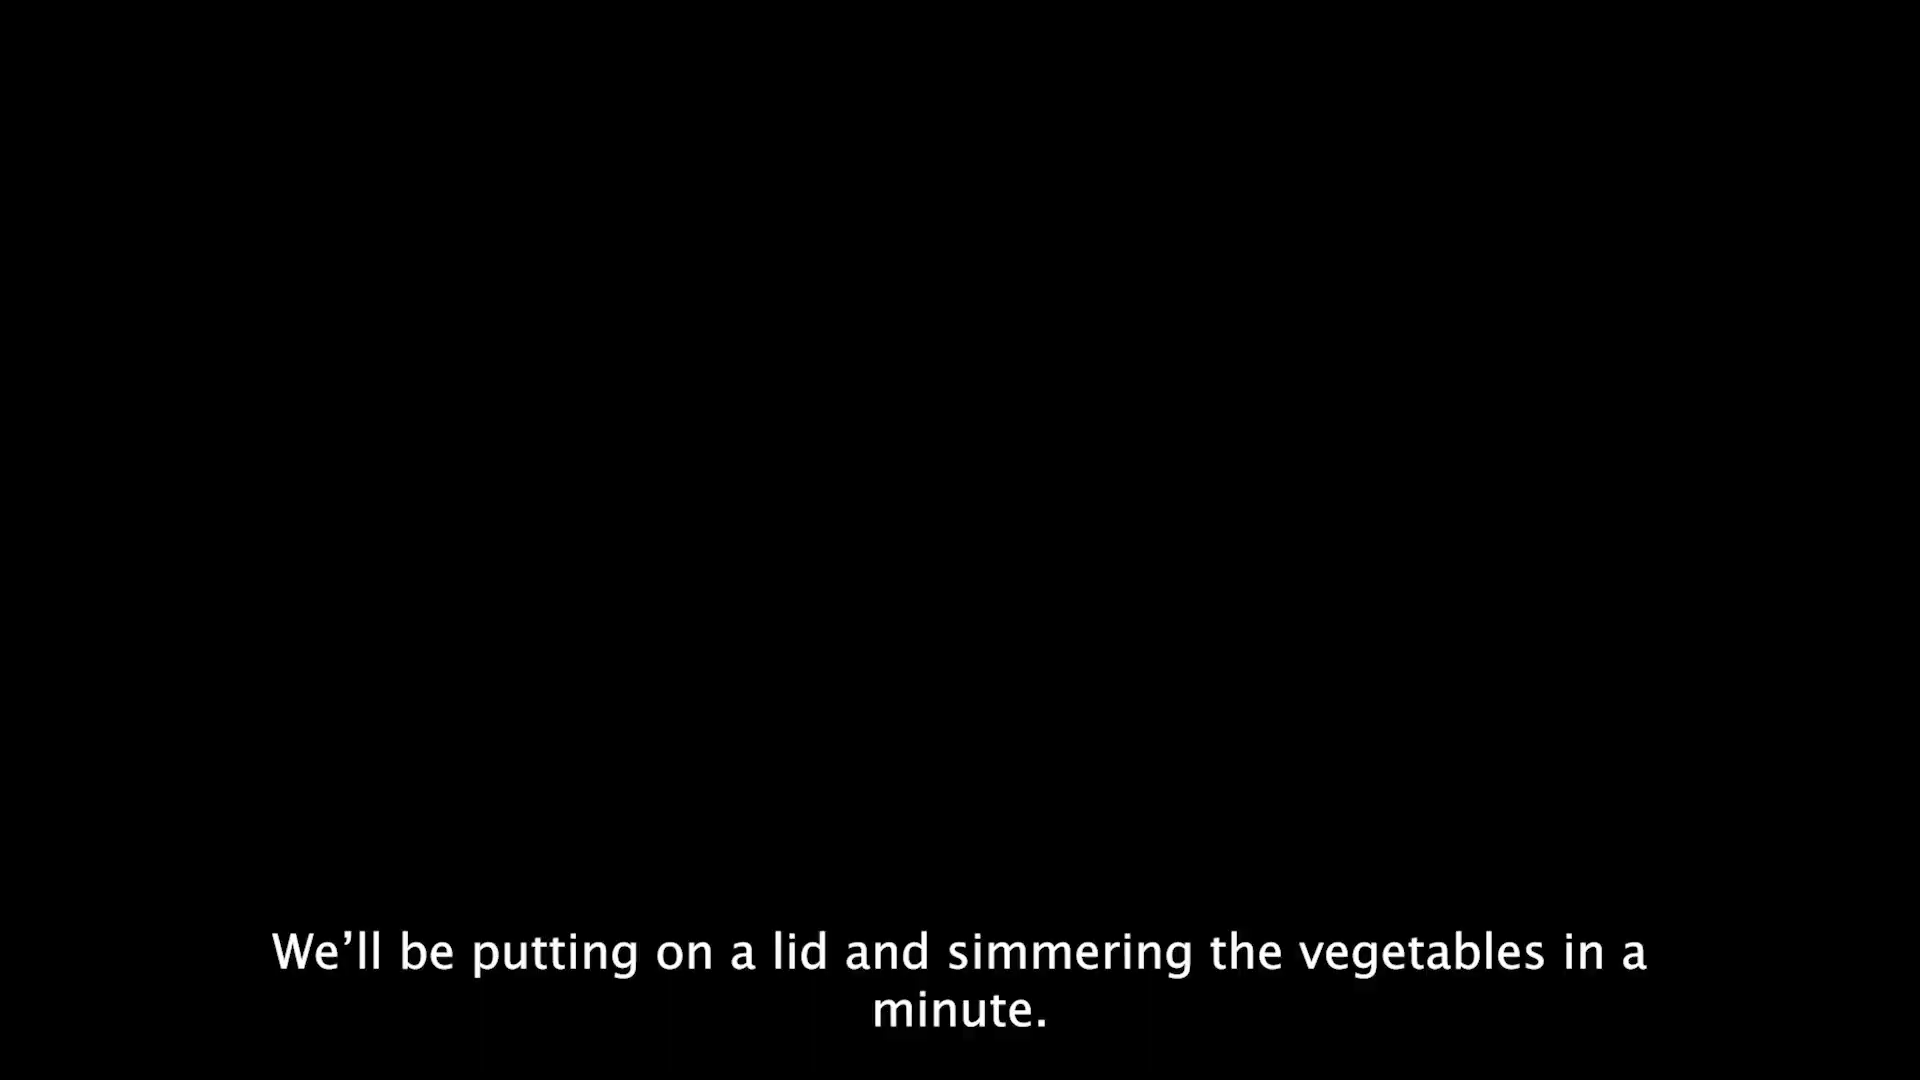 We’ll be putting on a lid and simmering the vegetables in a
minute.